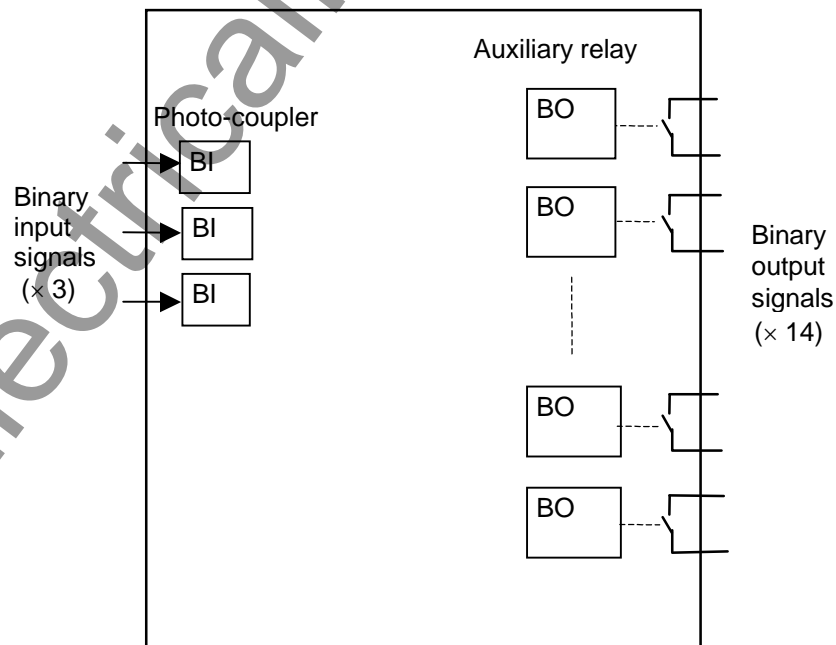 Auxiliary relay
BO
Photo-coupler
BI
BO
Binary
input
signals
(× 3)
BI
Binary
output
signals
(× 14)
BI
BO
BO